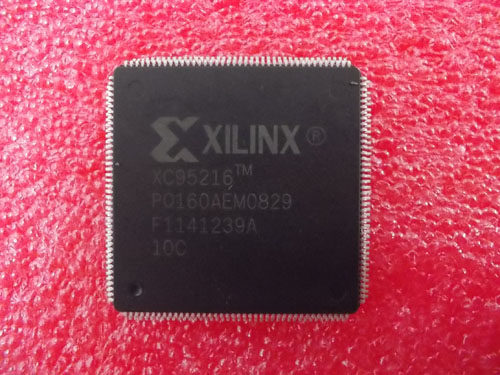 XILINX®
XC95216™
PQ160AEM0829
F1141239A
10C